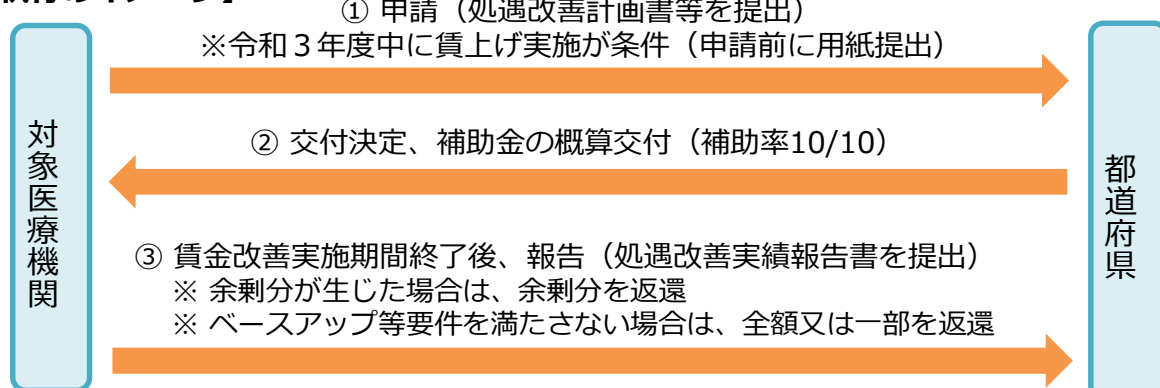 ① 申請（処遇改善計画書等を提出）
※令和３年度中に賃上げ実施が条件（申請前に用紙提出）
対象医療機関
② 交付決定、補助金の概算交付（補助率10/10）
都道府県
③ 賃金改善実施期間終了後、報告（処遇改善実績報告書を提出）
※ 余剰分が生じた場合は、余剰分を返還
※ ベースアップ等要件を満たさない場合は、全額又は一部を返還